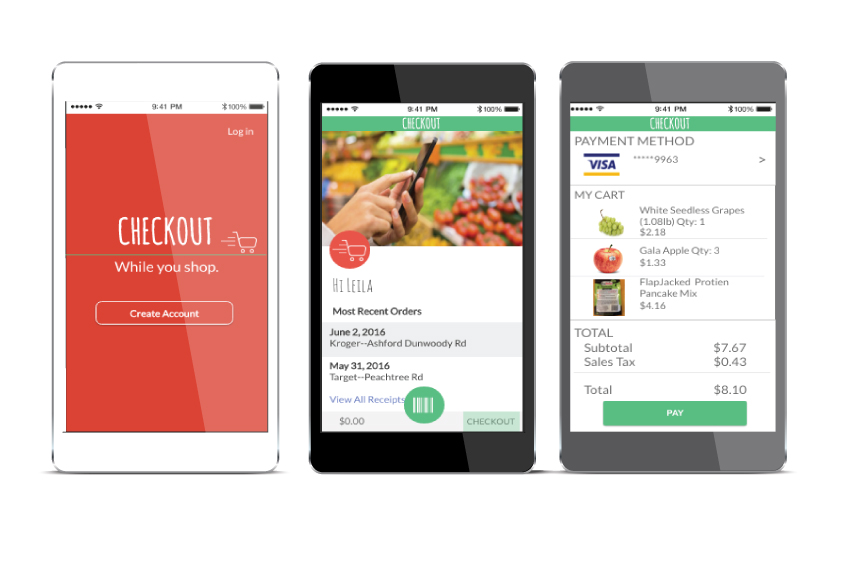 9:41 PM 100%
Log in
CHECKOUT
While you shop.
Create Account
9:41 PM 100%
CHECKOUT
Hi Leila
Most Recent Orders
June 2, 2016
Kroger--Ashford Dunwoody Rd
May 31, 2016
Target--Peachtree Rd
View All Receipts
$0.00 CHECKOUT
9:41 PM 100%
CHECKOUT
PAYMENT METHOD
VISA *****9963 >
MY CART
White Seedless Grapes
(1.08lb) Qty: 1
$2.18
Gala Apple Qty: 3
$1.33
FlapJacked Protien
Pancake Mix
$4.16
TOTAL
Subtotal $7.67
Sales Tax $0.43
Total $8.10
PAY